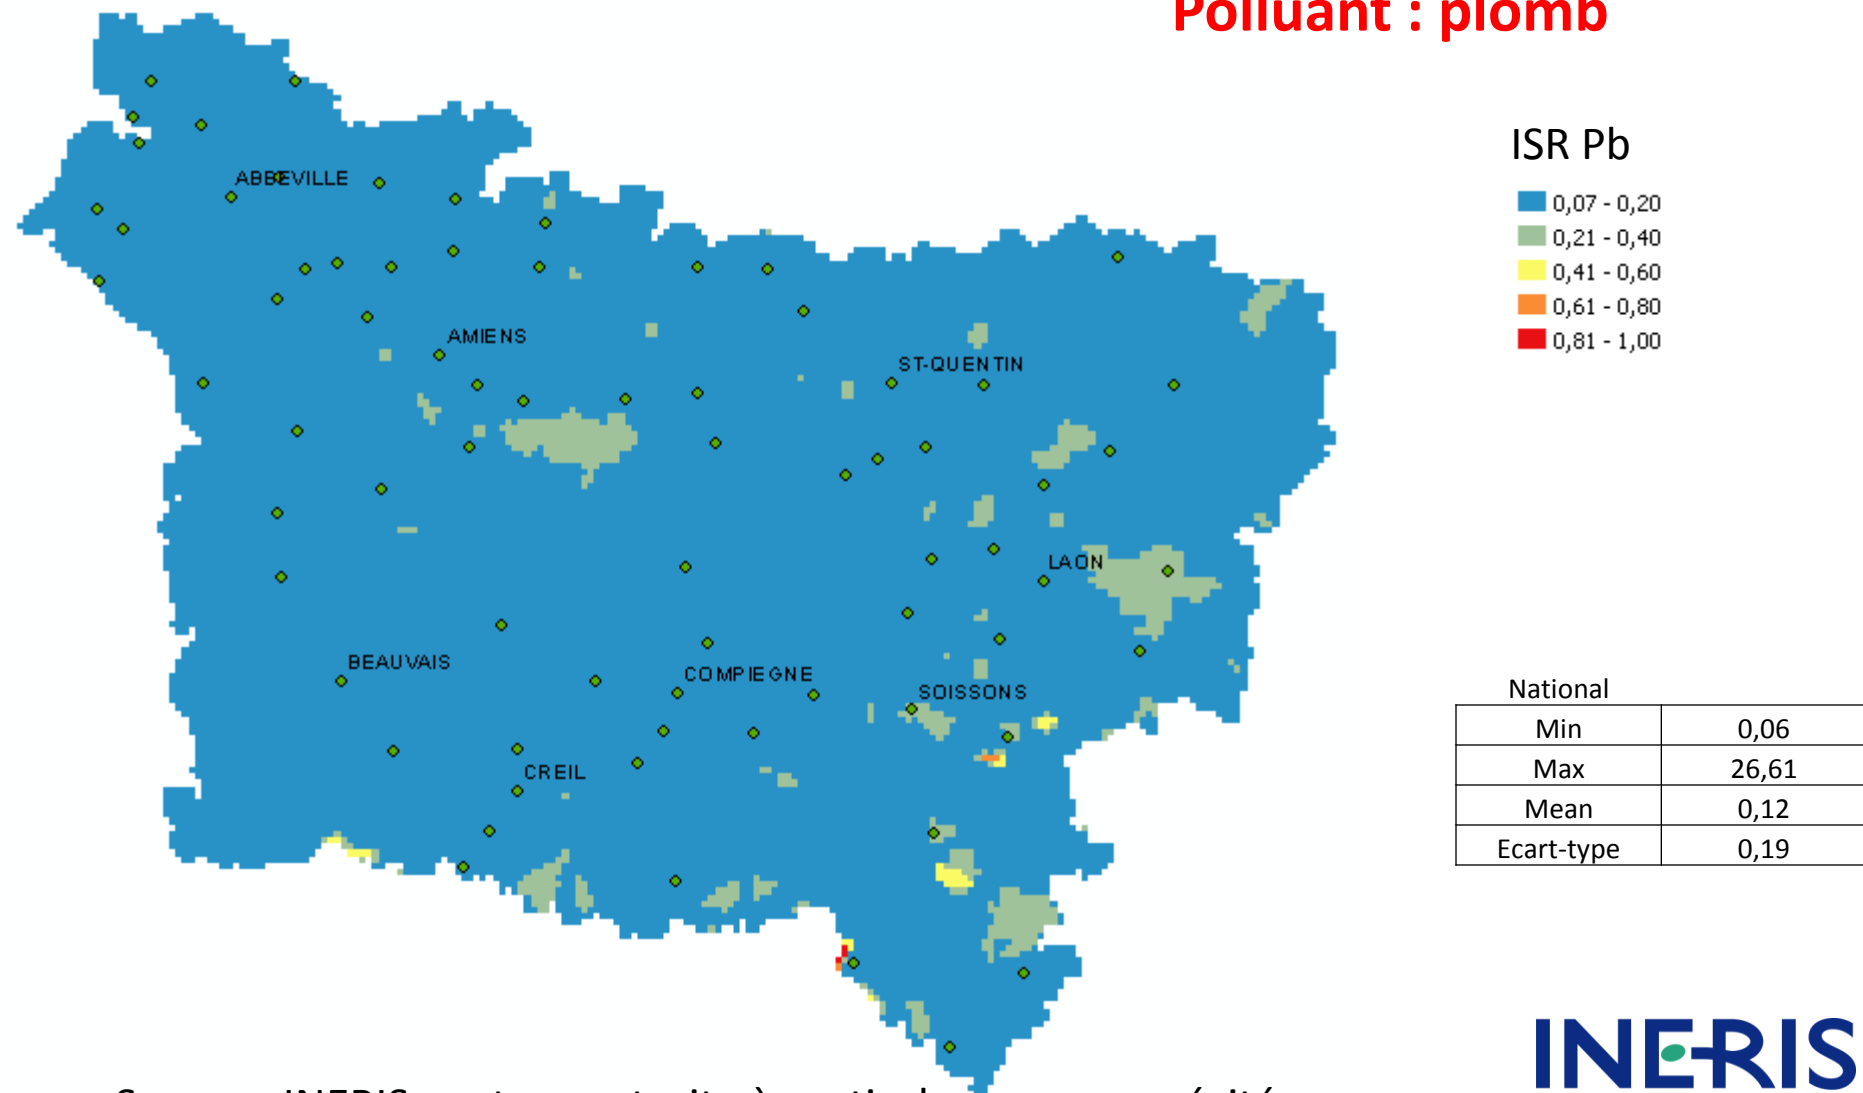 Polluant : plomb
ISR Pb
0,07 - 0,20
0,21 - 0,40
0,41 - 0,60
0,61 - 0,80
0,81 - 1,00
ABBEVILLE
AMIENS
ST-QUENTIN
LAON
BEAUVAIS
COMPIEGNE
SOISSONS
CREIL
National
Min 0,06
Max 26,61
Mean 0,12
Ecart-type 0,19
INERIS